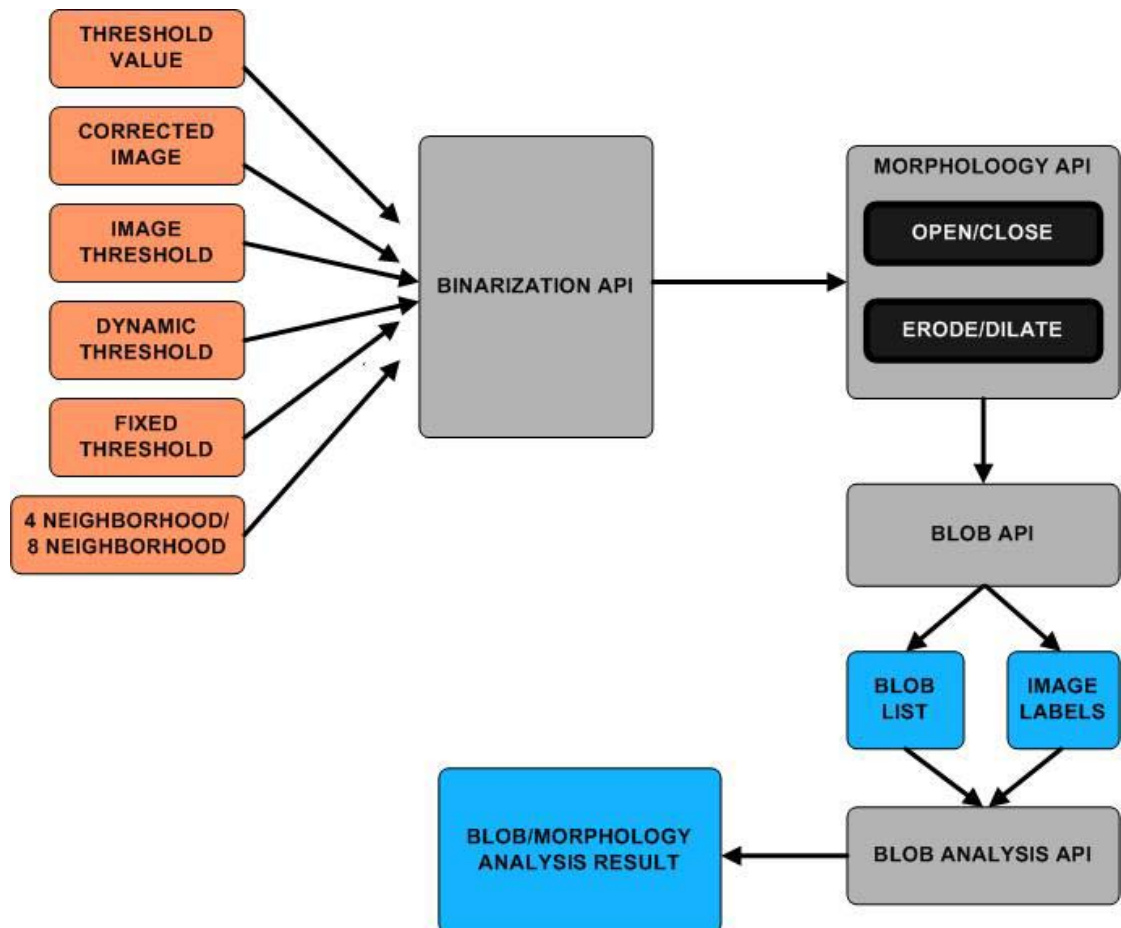 THRESHOLD
VALUE
CORRECTED
IMAGE
IMAGE
THRESHOLD
DYNAMIC
THRESHOLD
FIXED
THRESHOLD
4 NEIGHBORHOOD/
8 NEIGHBORHOOD
BINARIZATION API
MORPHOLOOGY API
OPEN/CLOSE
ERODE/DILATE
BLOB API
BLOB
LIST
IMAGE
LABELS
BLOB ANALYSIS API
BLOB/MORPHOLOGY
ANALYSIS RESULT